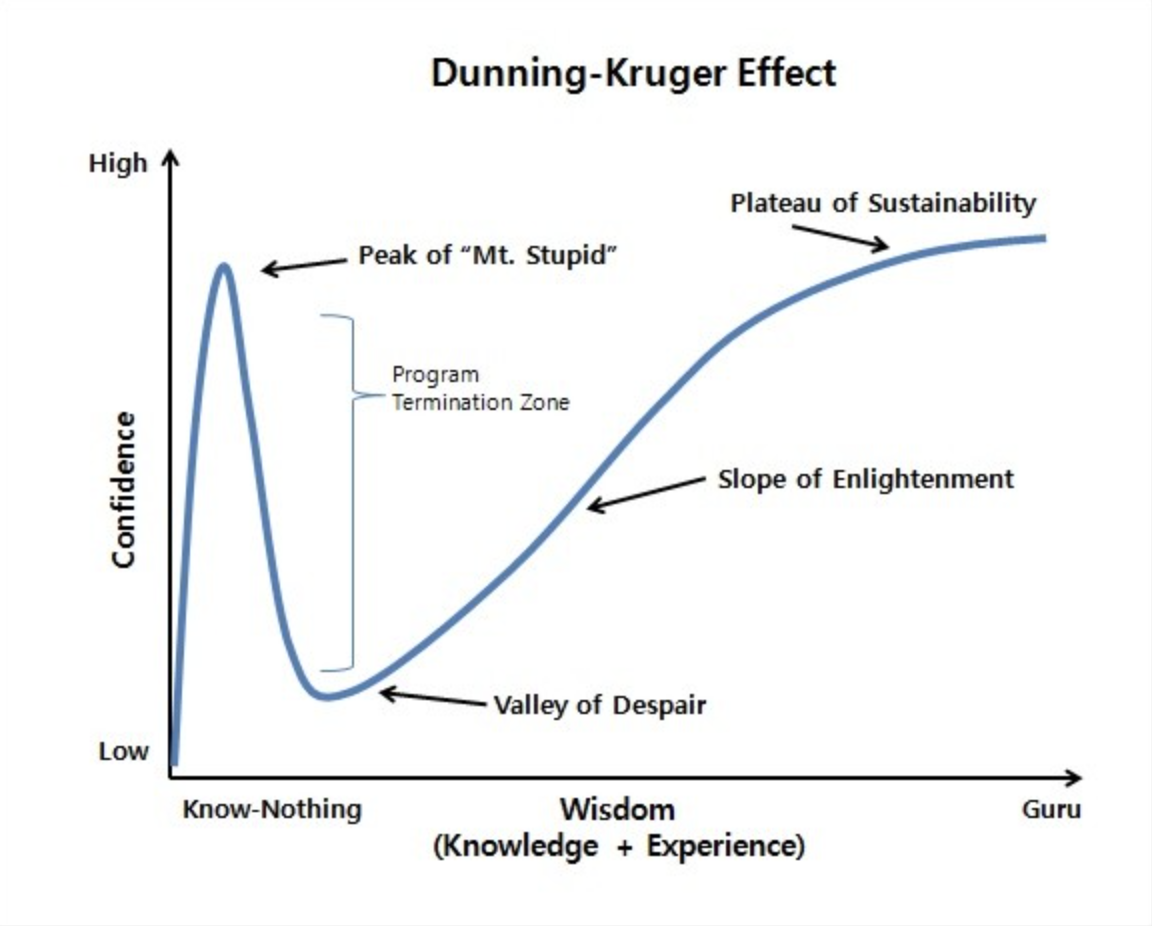 Dunning-Kruger Effect
High
Plateau of Sustainability
Peak of “Mt. Stupid”
Program
Termination Zone
Confidence
Slope of Enlightenment
Valley of Despair
Low
Know-Nothing
Wisdom
Guru
(Knowledge + Experience)